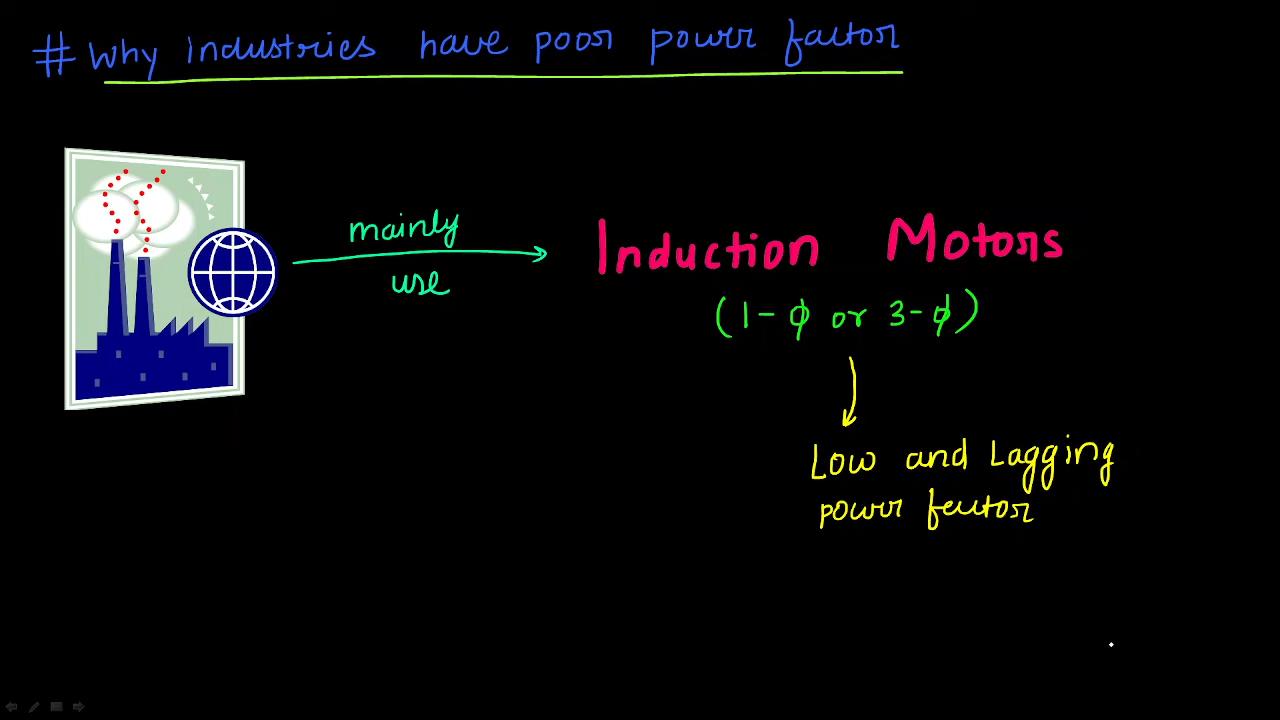 # Why industries have poor power factor
mainly
use
Induction Motors
(1-ϕ or 3-ϕ)
Low and Lagging
power factor